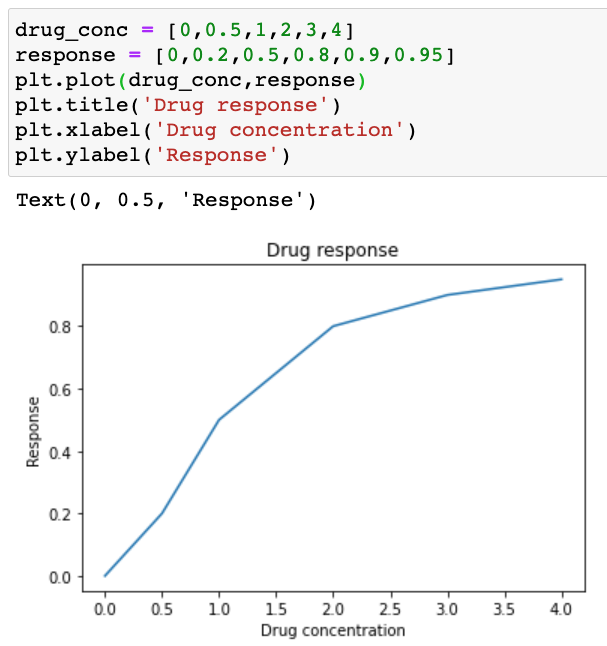 drug_conc = [0,0.5,1,2,3,4]
response = [0,0.2,0.5,0.8,0.9,0.95]
plt.plot(drug_conc,response)
plt.title('Drug response')
plt.xlabel('Drug concentration')
plt.ylabel('Response')
Text(0, 0.5, 'Response')
Drug response
Response
0.8
0.6
0.4
0.2
0.0
0.0 0.5 1.0 1.5 2.0 2.5 3.0 3.5 4.0
Drug concentration